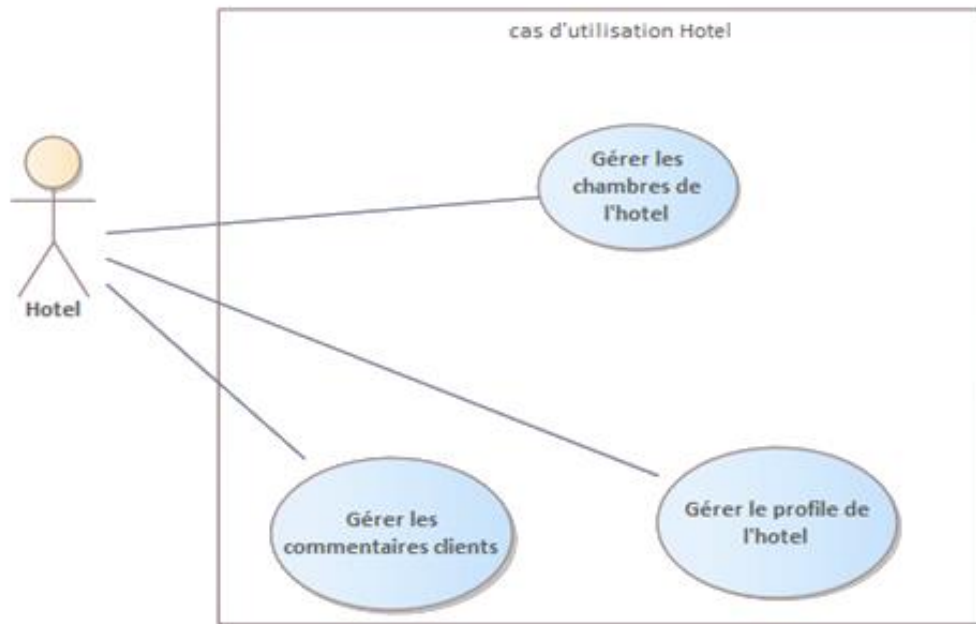 cas d'utilisation Hotel
Gérer les
chambres de
l'hotel
Hotel
Gérer les
commentaires clients
Gérer le profile de
l'hotel